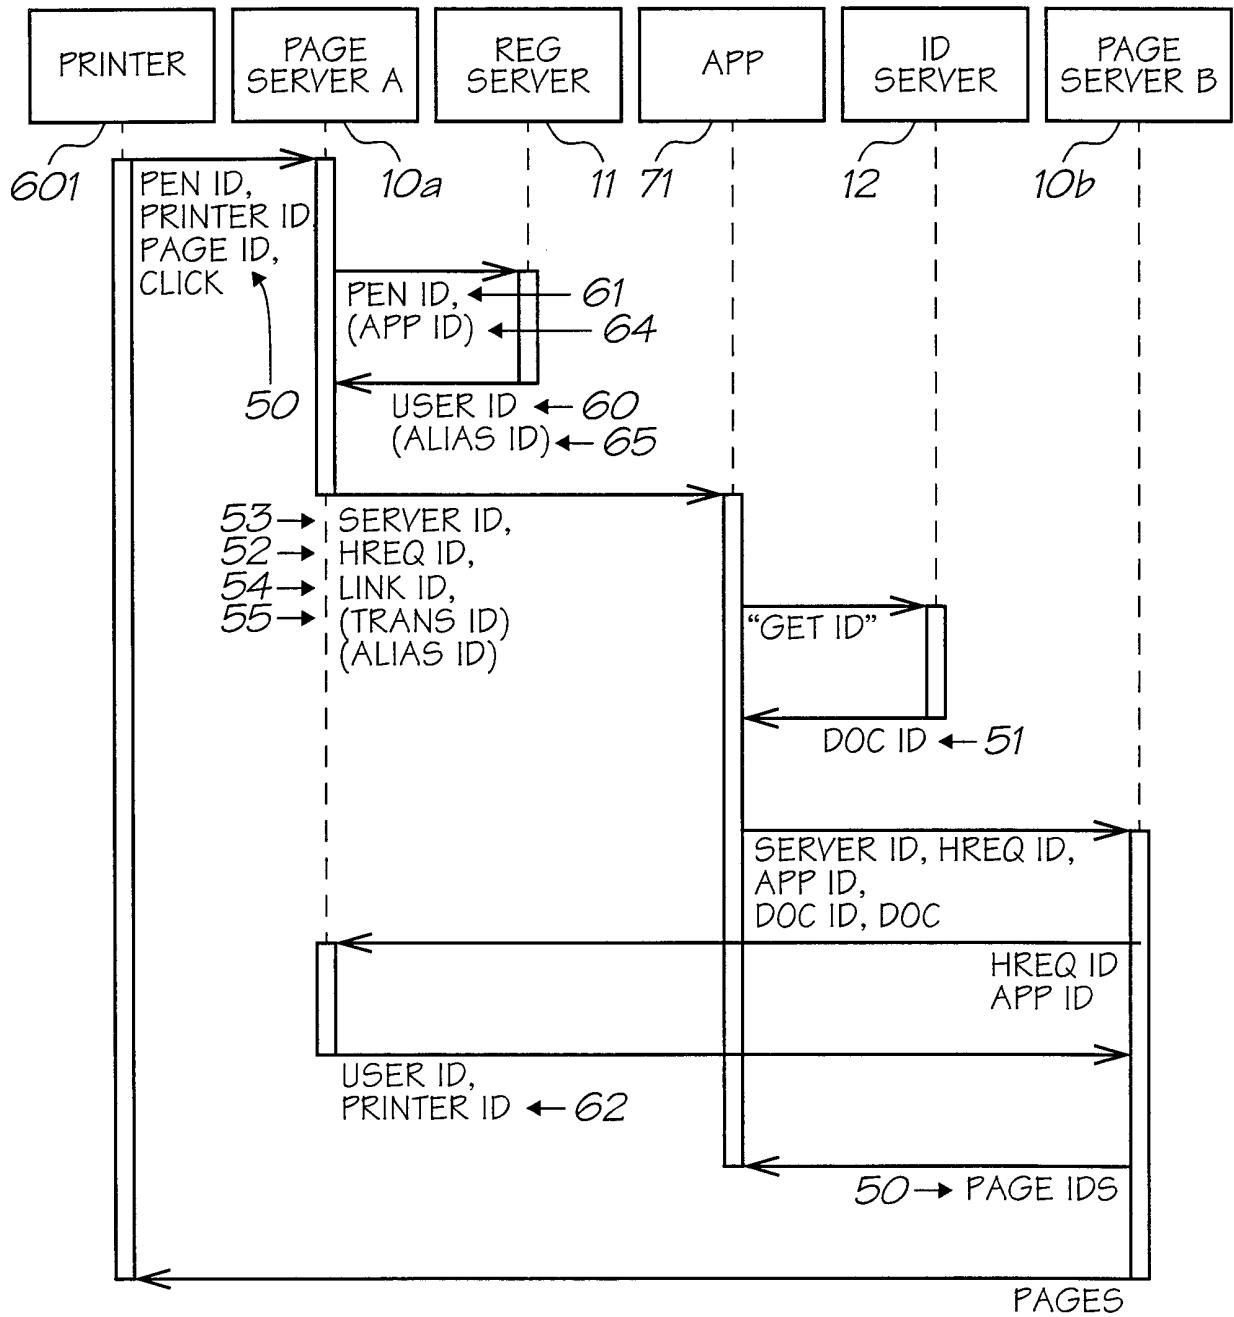 PRINTER
PAGE
SERVER A
REG
SERVER
APP
ID
SERVER
PAGE
SERVER B
601
10a
11
71
12
10b
PEN ID,
PRINTER ID
PAGE ID,
CLICK
50
PEN ID,
61
(APP ID)
64
USER ID
60
(ALIAS ID)
65
53
SERVER ID,
52
HREQ ID,
54
LINK ID,
55
(TRANS ID)
(ALIAS ID)
"GET ID"
DOC ID
51
SERVER ID, HREQ ID,
APP ID,
DOC ID, DOC
HREQ ID
APP ID
USER ID,
PRINTER ID
62
50
PAGE IDS
PAGES